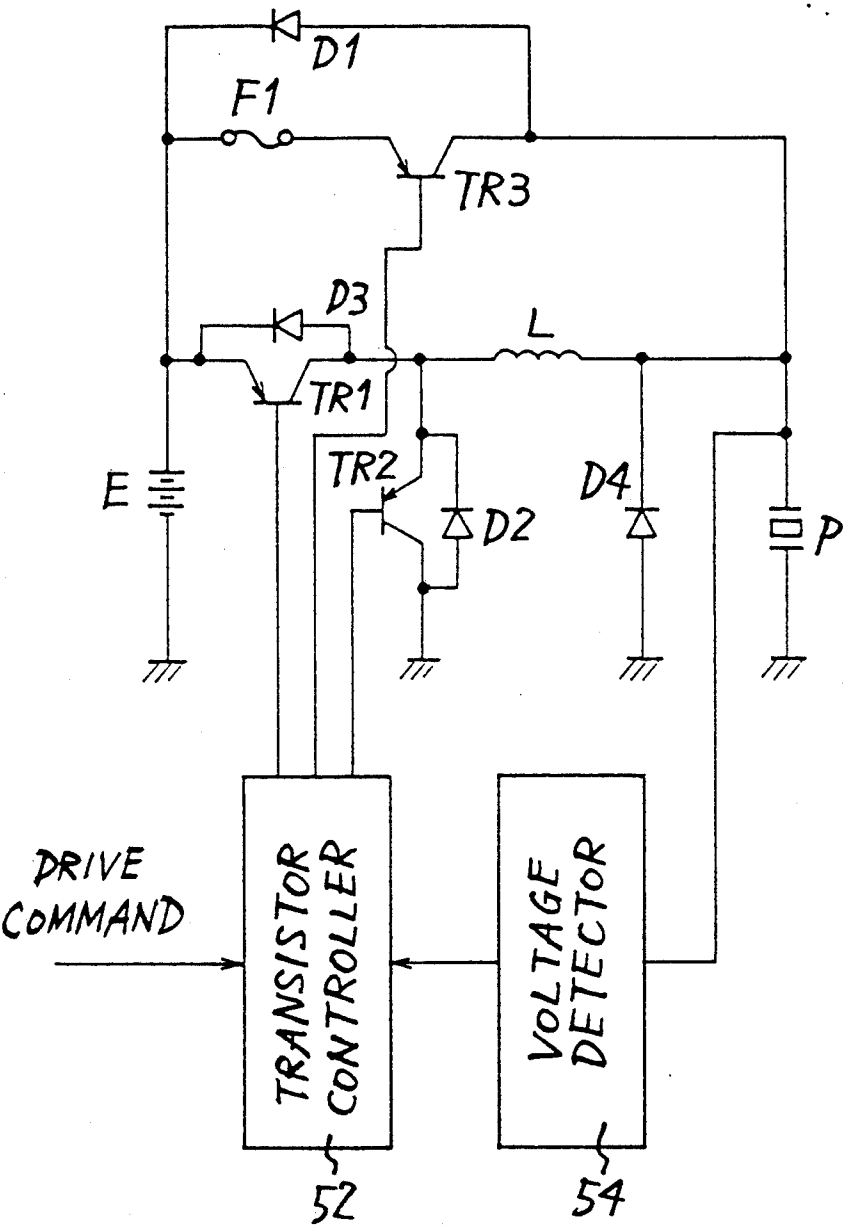 D1
F1
TR3
D3
L
TR1
TR2
E
D2
D4
P
DRIVE
COMMAND
TRANSISTOR
CONTROLLER
VOLTAGE
DETECTOR
52
54